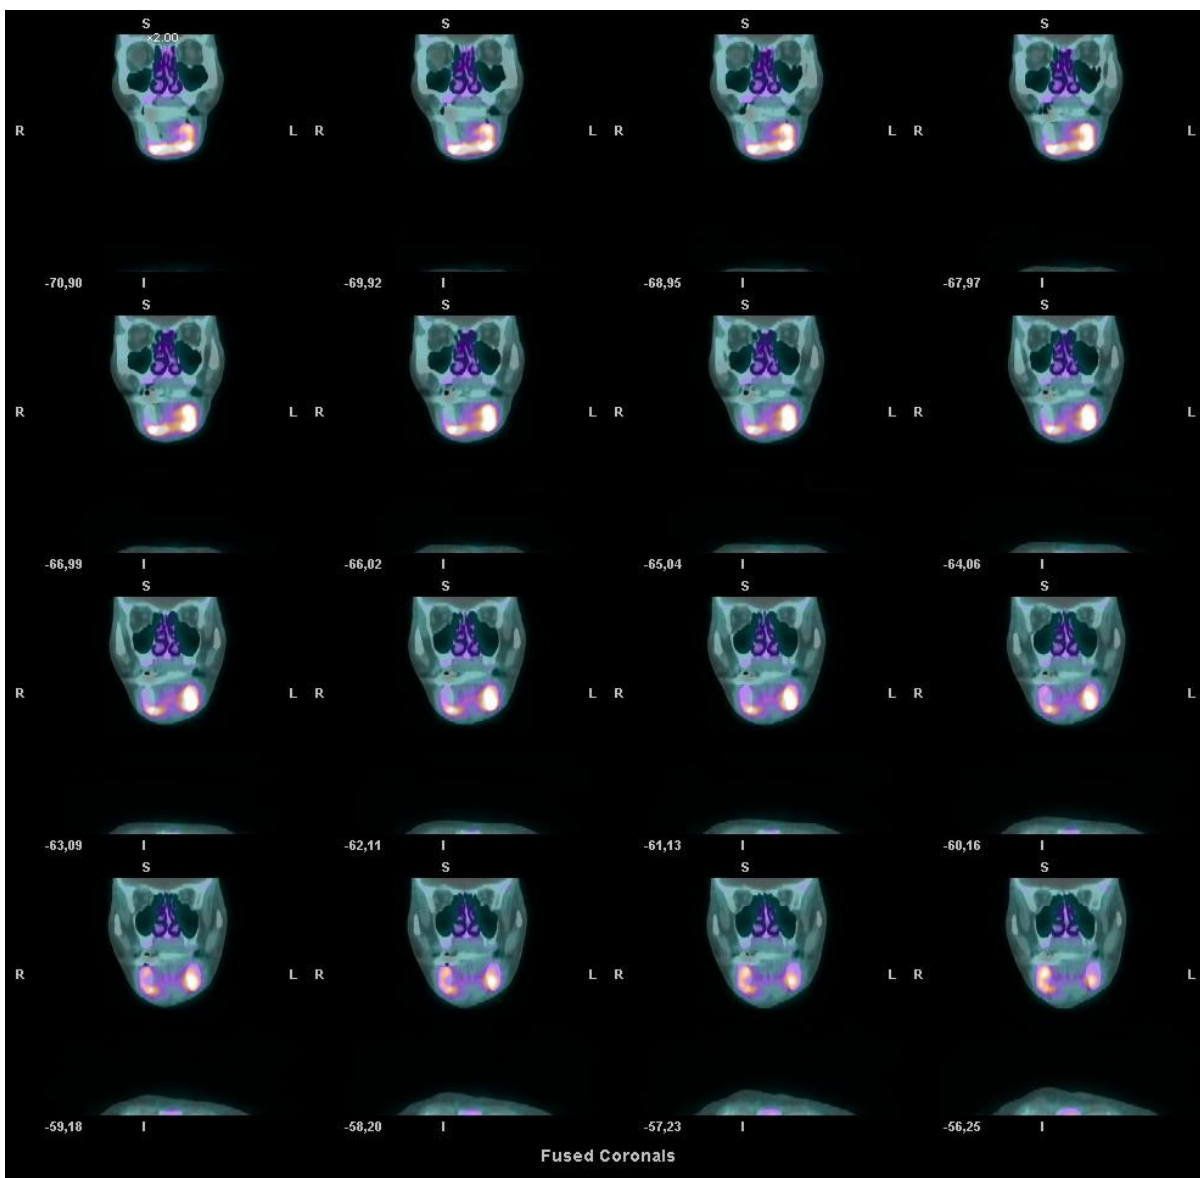 S S S S
×2.00
R L R L R L R L
-70,90 I -69,92 I -68,95 I -67,97 I
S S S S
R L R L R L R L
-66,99 I -66,02 I -65,04 I -64,06 I
S S S S
R L R L R L R L
-63,09 I -62,11 I -61,13 I -60,16 I
S S S S
R L R L R L R L
-59,18 I -58,20 I -57,23 I -56,25 I
Fused Coronals